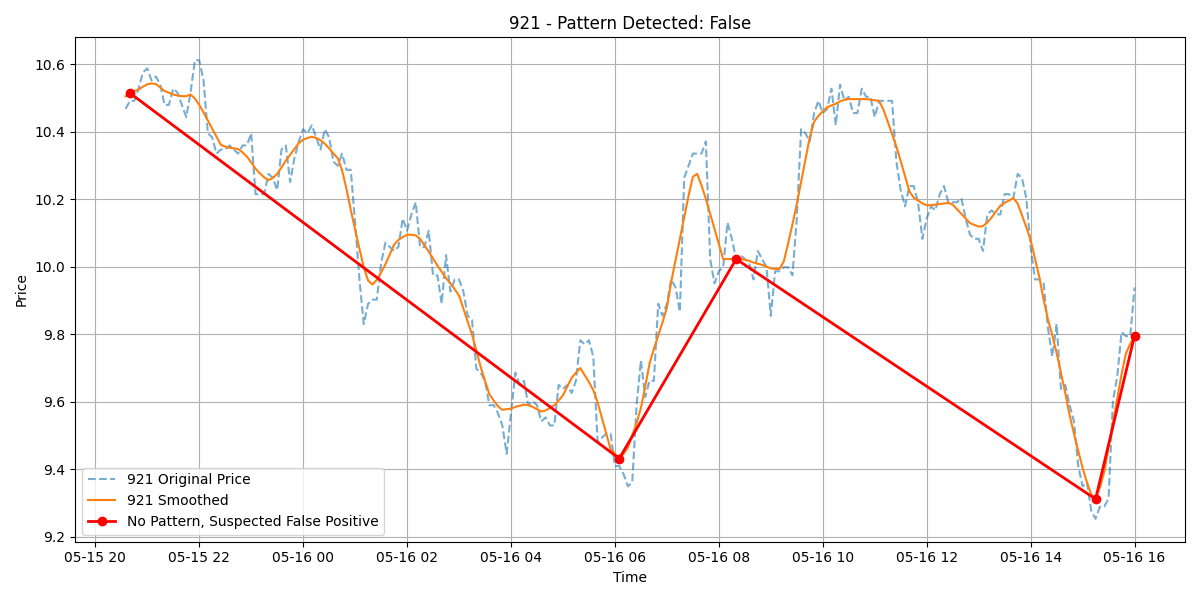 921 - Pattern Detected: False
Price
10.6
10.4
10.2
10.0
9.8
9.6
9.4
9.2
921 Original Price
921 Smoothed
No Pattern, Suspected False Positive
05-15 20 05-15 22 05-16 00 05-16 02 05-16 04 05-16 06 05-16 08 05-16 10 05-16 12 05-16 14 05-16 16
Time